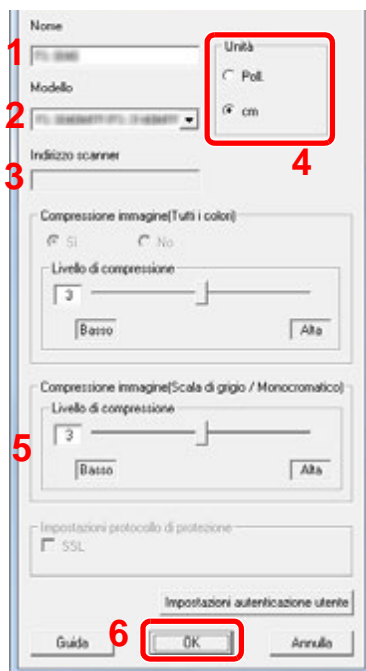 Nome
1
Unità
Poll.
Modello
cm
2
4
Indirizzo scanner
3
Compressione immagine(Tutti i colori)
Sì No
Livello di compressione
3
Basso Alta
Compressione immagine(Scala di grigio / Monocromatico)
Livello di compressione
3
5
Basso Alta
Impostazioni protocollo di protezione
SSL
Impostazioni autenticazione utente
Guida 6 OK Annulla